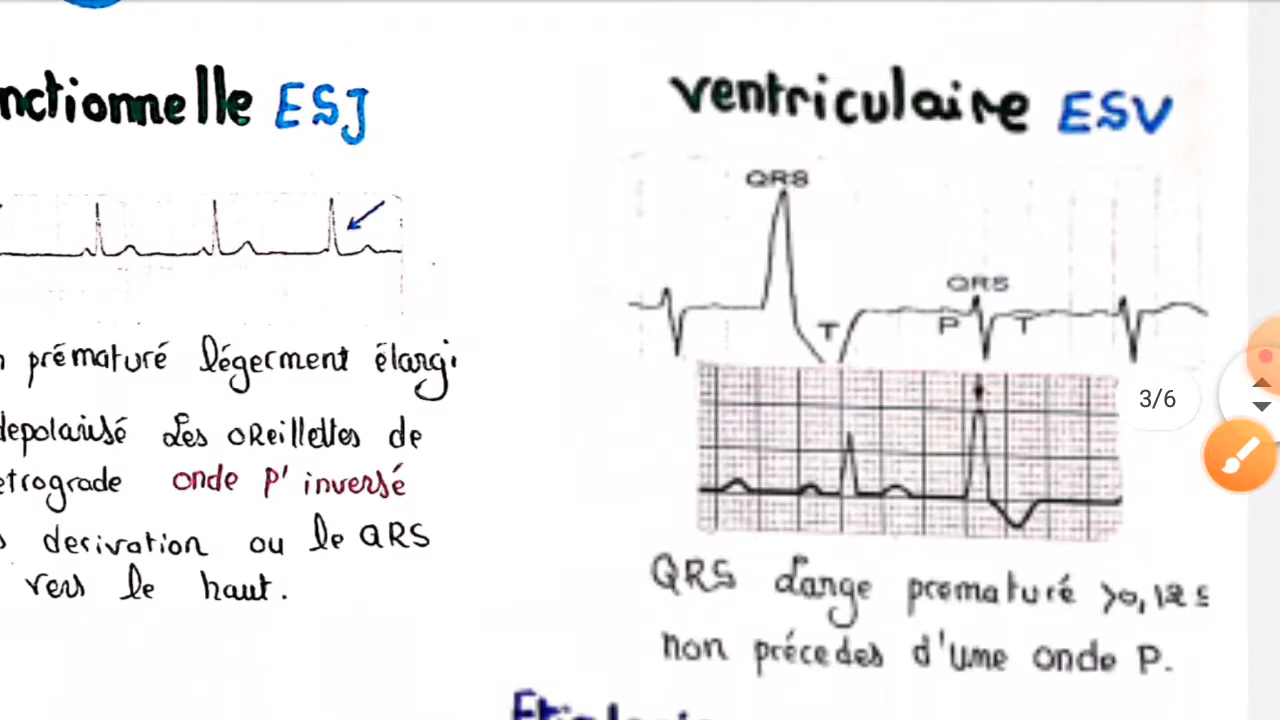 nctionnelle ESJ
n prématuré légerment élargi
depolarisé Les oreillettes de
etrograde onde P' inversé
s derivation ou le QRS
vers le haut.
ventriculaire ESV
QRS
T
QRS
P T
QRS Large prematuré >0,12 s
non précedes d'une onde P.
3/6